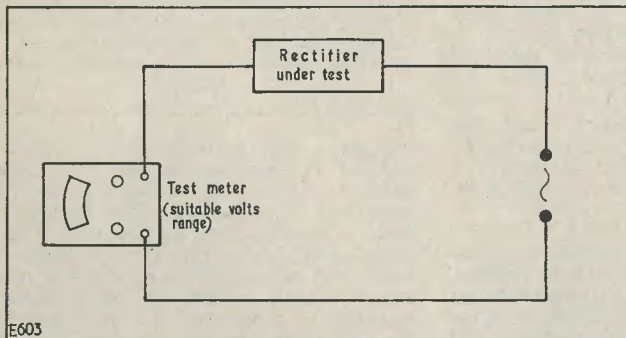 Rectifier
under test
Test meter
(suitable volts
range)
E603